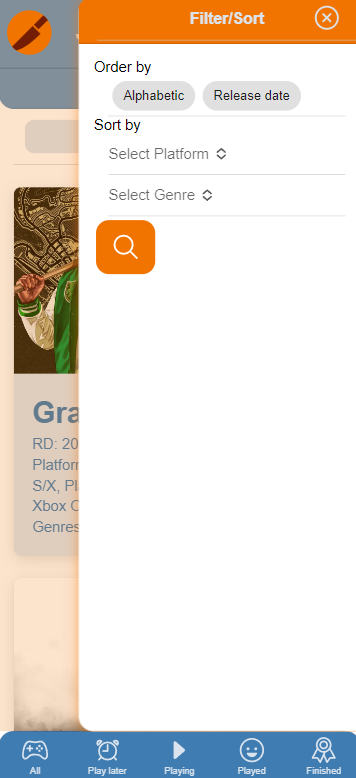 Filter/Sort
Order by
Alphabetic
Release date
Sort by
Select Platform
Select Genre
Gra
RD: 20
Platform
S/X, Pl
Xbox
Genres
All
Play later
Playing
Played
Finished